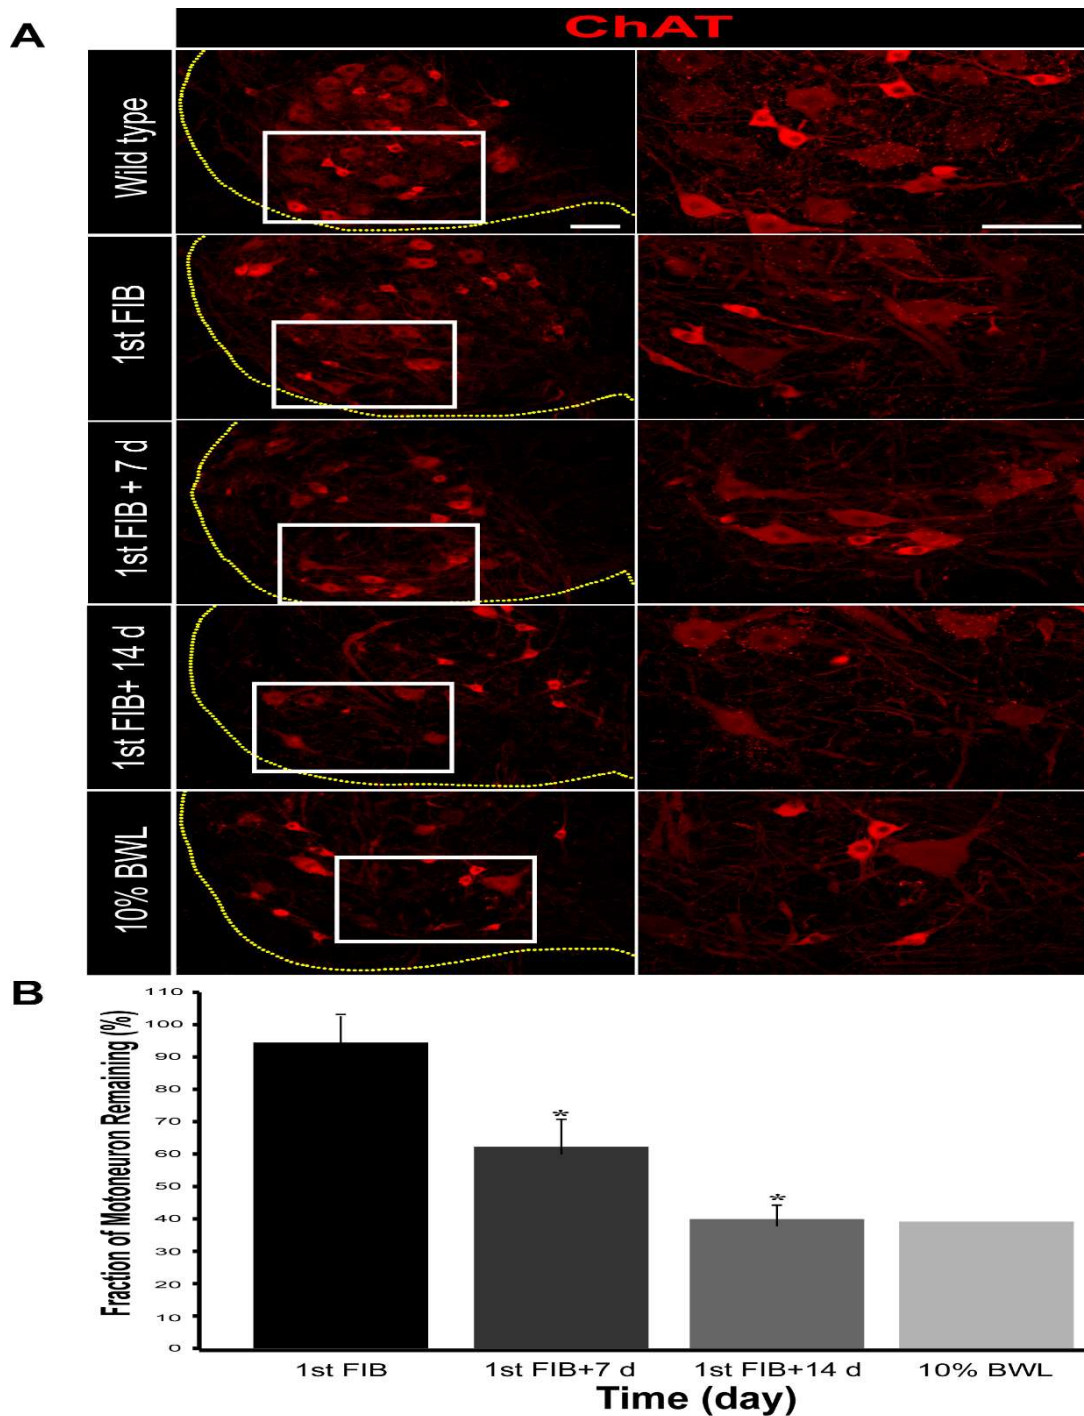 A
ChAT
Wild type
1st FIB
1st FIB + 7 d
1st FIB+ 14 d
10% BWL
B
Fraction of Motoneuron Remaining (%)
110
100
90
80
70
60
50
40
30
20
10
0
*
*
1st FIB
1st FIB+7 d
1st FIB+14 d
10% BWL
Time (day)